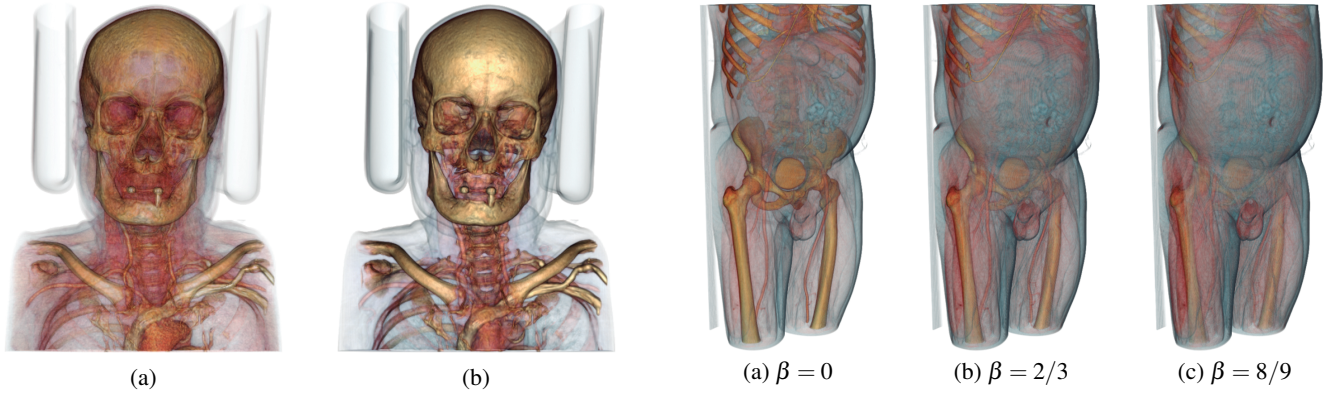 (a)
(b)
(a) β = 0
(b) β = 2/3
(c) β = 8/9